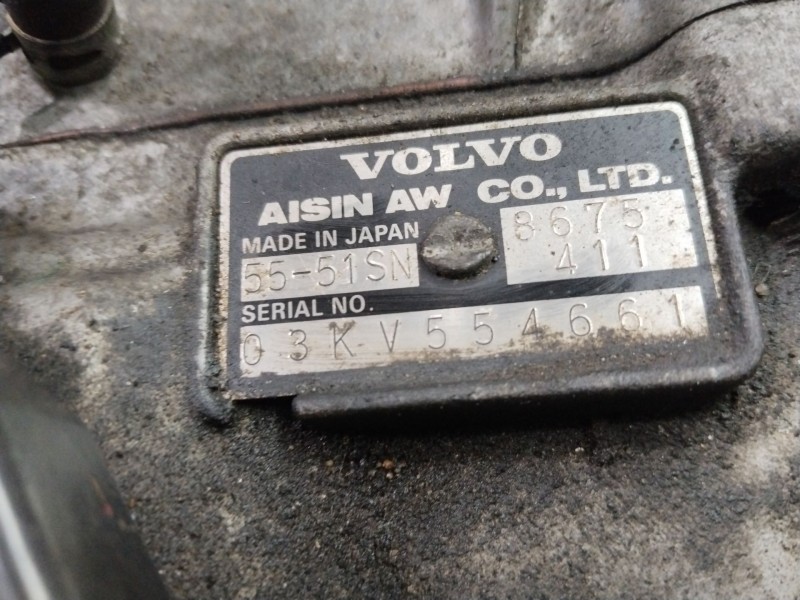 VOLVO
AISIN AW CO., LTD.
MADE IN JAPAN 8675
55-51SN 411
SERIAL NO.
03KV554661